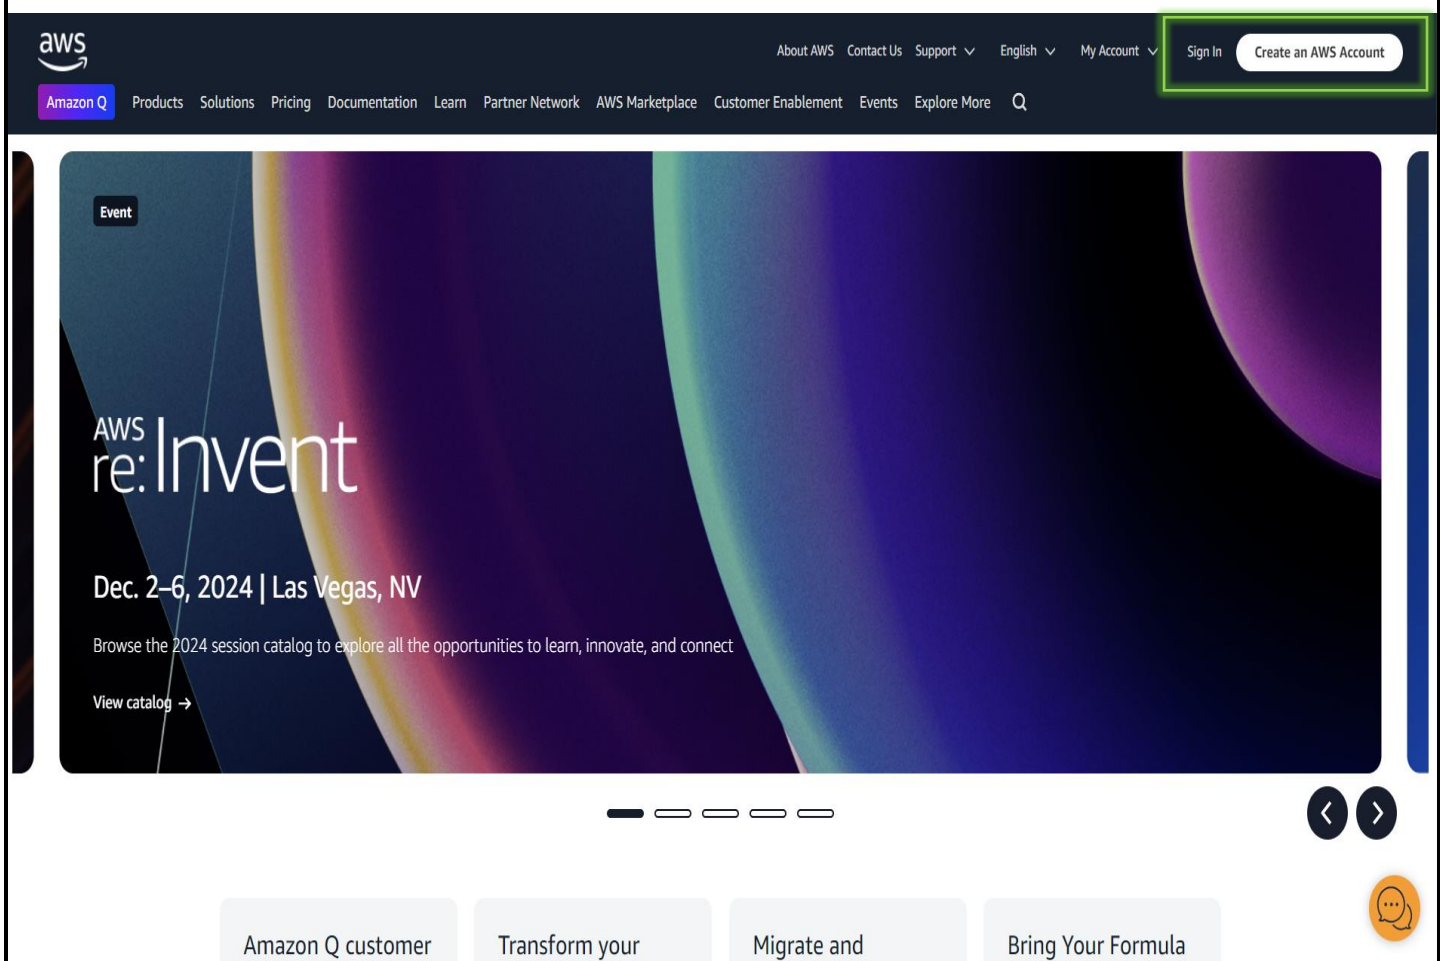 aws
About AWS Contact Us Support English My Account Sign In Create an AWS Account
Amazon Q Products Solutions Pricing Documentation Learn Partner Network AWS Marketplace Customer Enablement Events Explore More
Event
AWS
re:Invent
Dec. 2–6, 2024 | Las Vegas, NV
Browse the 2024 session catalog to explore all the opportunities to learn, innovate, and connect
View catalog →
Amazon Q customer
Transform your
Migrate and
Bring Your Formula